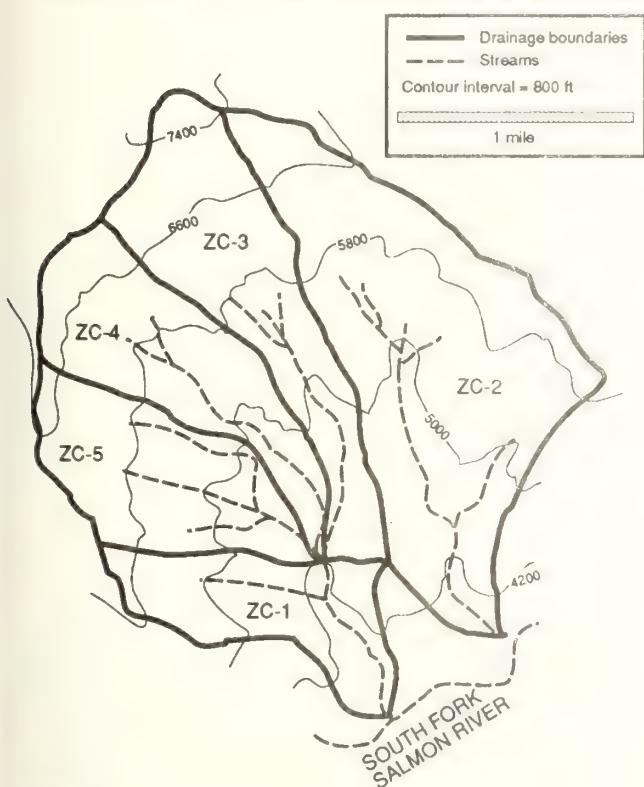 Drainage boundaries
Streams
Contour interval = 800 ft
1 mile
7400
6600
ZC-3
5800
ZC-4
ZC-2
5000
ZC-5
4200
ZC-1
SOUTH FORK
SALMON RIVER